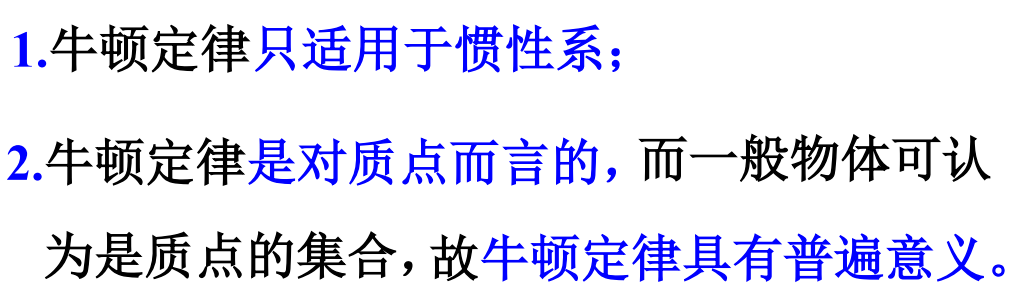 1.牛顿定律只适用于惯性系；
2.牛顿定律是对质点而言的，而一般物体可认
为是质点的集合，故牛顿定律具有普遍意义。